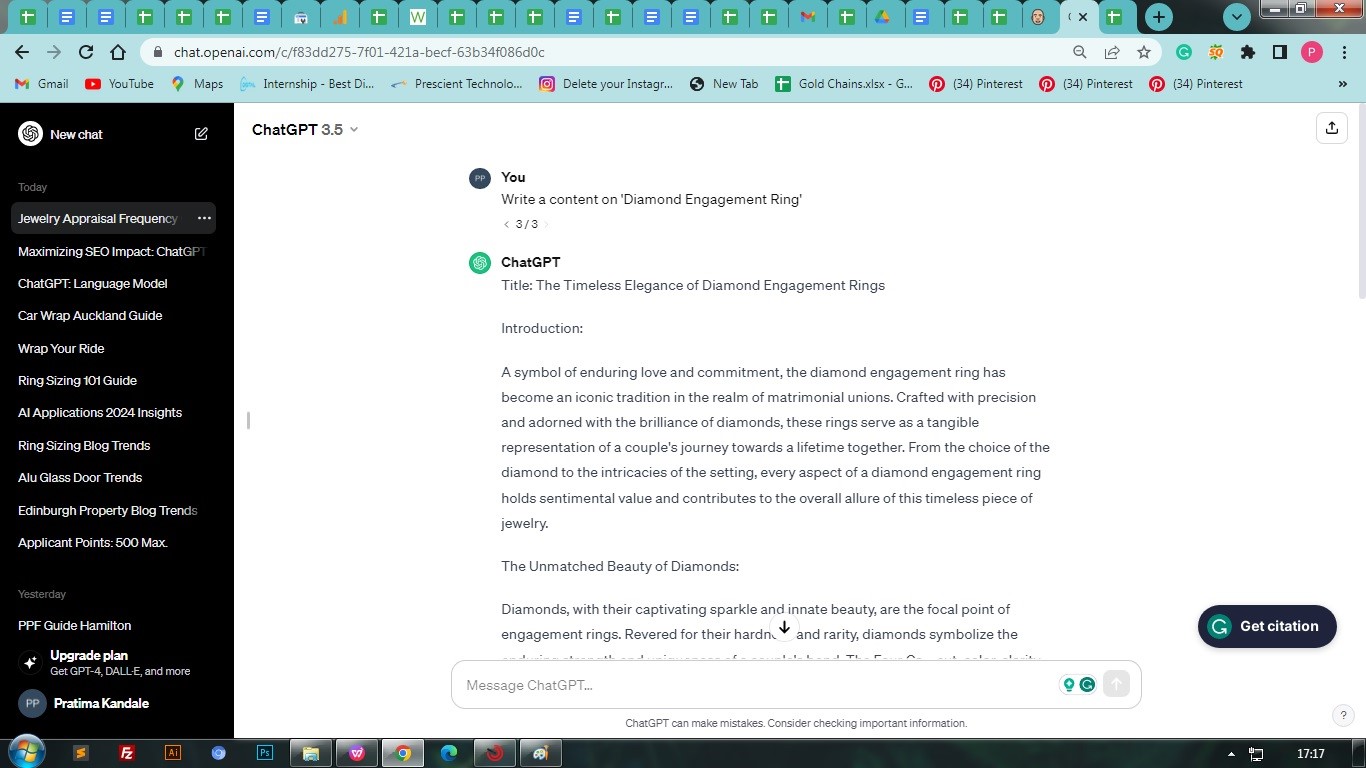 chat.openai.com/c/f83dd275-7f01-421a-becf-63b34f086d0c
P
Gmail
YouTube
Maps
Internship - Best Di...
Prescient Technolo...
Delete your Instagr...
New Tab
Gold Chains.xlsx - G...
(34) Pinterest
(34) Pinterest
(34) Pinterest
»
New chat
Today
Jewelry Appraisal Frequency
Maximizing SEO Impact: ChatGPT
ChatGPT: Language Model
Car Wrap Auckland Guide
Wrap Your Ride
Ring Sizing 101 Guide
AI Applications 2024 Insights
Ring Sizing Blog Trends
Alu Glass Door Trends
Edinburgh Property Blog Trends
Applicant Points: 500 Max.
Yesterday
PPF Guide Hamilton
Upgrade plan
Get GPT-4, DALL·E, and more
PP
Pratima Kandale
ChatGPT 3.5
PP
You
Write a content on 'Diamond Engagement Ring'
< 3 / 3 >
ChatGPT
Title: The Timeless Elegance of Diamond Engagement Rings
Introduction:
A symbol of enduring love and commitment, the diamond engagement ring has
become an iconic tradition in the realm of matrimonial unions. Crafted with precision
and adorned with the brilliance of diamonds, these rings serve as a tangible
representation of a couple's journey towards a lifetime together. From the choice of the
diamond to the intricacies of the setting, every aspect of a diamond engagement ring
holds sentimental value and contributes to the overall allure of this timeless piece of
jewelry.
The Unmatched Beauty of Diamonds:
Diamonds, with their captivating sparkle and innate beauty, are the focal point of
engagement rings. Revered for their and rarity, diamonds symbolize the
Get citation
Message ChatGPT...
ChatGPT can make mistakes. Consider checking important information.
?
Ai
Ps
17:17